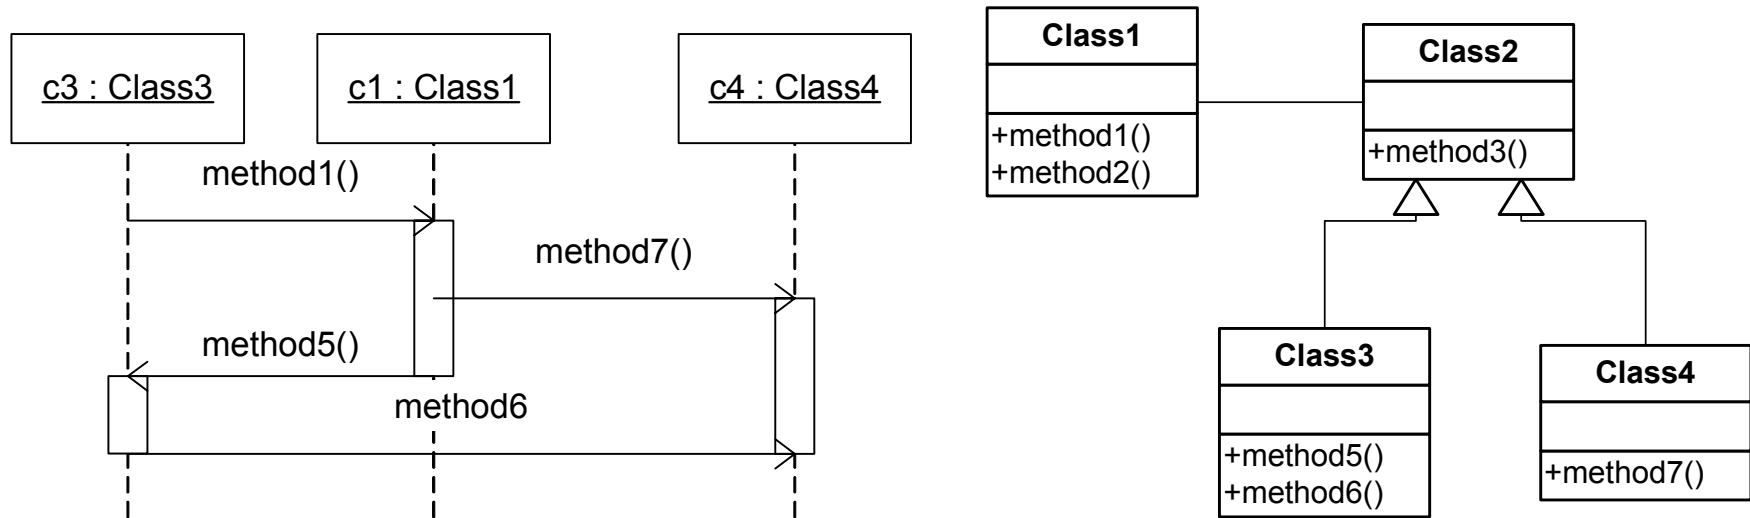 c3 : Class3
c1 : Class1
c4 : Class4
method1()
method7()
method5()
method6
Class1
+method1()
+method2()
Class2
+method3()
Class3
+method5()
+method6()
Class4
+method7()